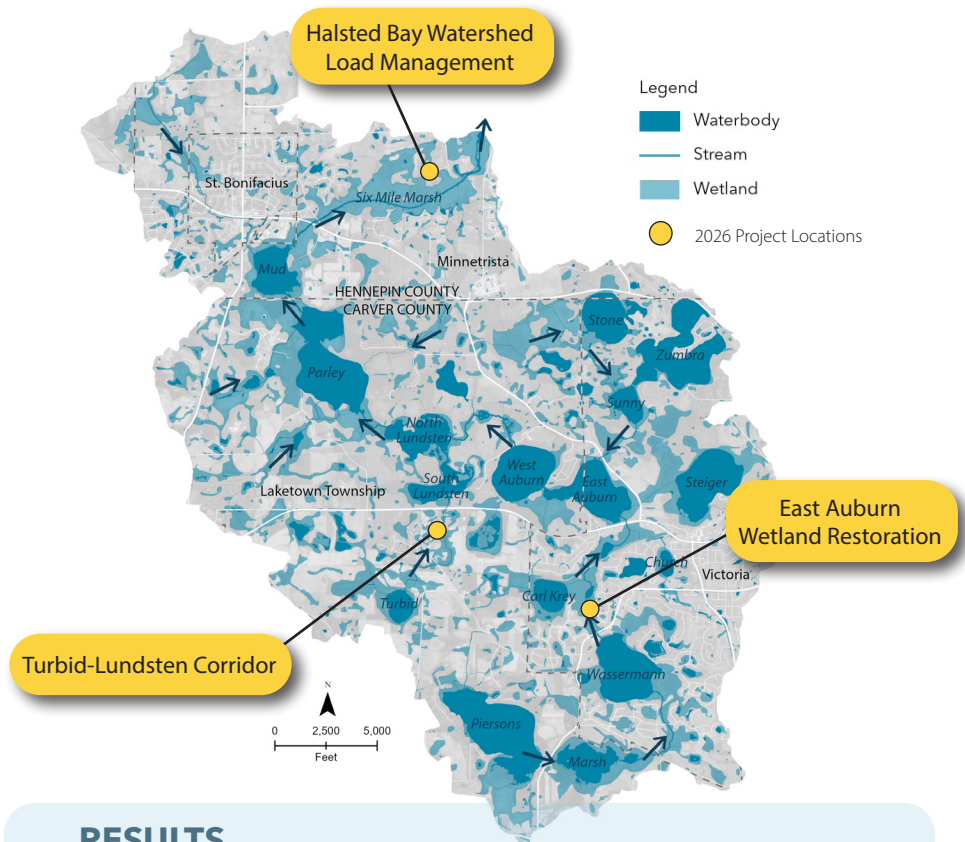 Halsted Bay Watershed
Load Management
Legend
Waterbody
Stream
Wetland
2026 Project Locations
St. Bonifacius
Six Mile Marsh
Minnetrista
Mud
HENNEPIN COUNTY
CARVER COUNTY
Stone
Zumbra
Parley
Sunny
North
Lundsten
West
Auburn
East
Auburn
Steiger
South
Lundsten
Laketown Township
East Auburn
Wetland Restoration
Church
Victoria
Carl Krey
Turbid
Turbid-Lundsten Corridor
Wassermann
N
0 2,500 5,000
Feet
Piersons
Marsh
RESULTS